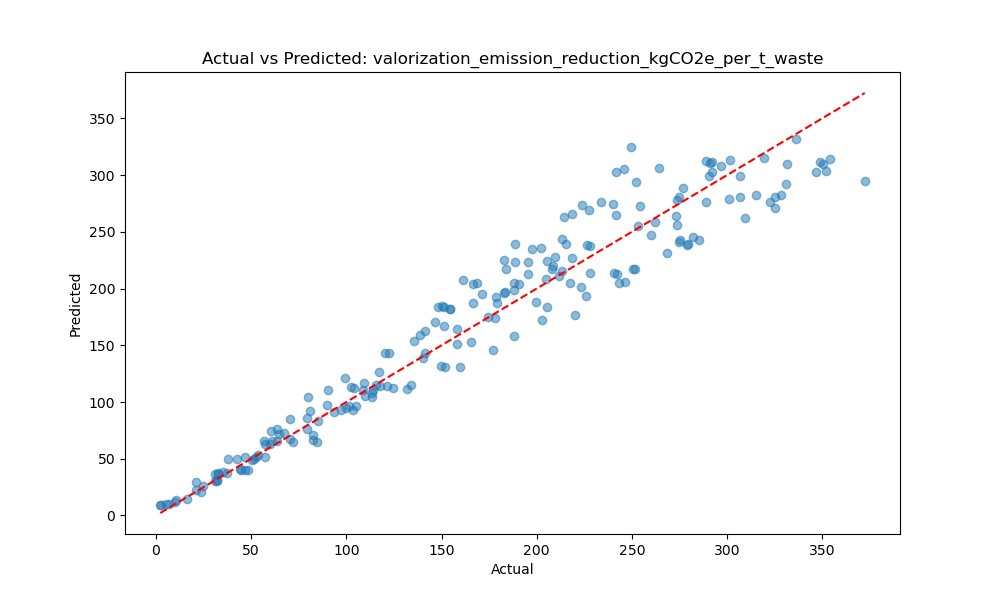 Actual vs Predicted: valorization_emission_reduction_kgCO2e_per_t_waste
350
300
250
200
150
100
50
0
Predicted
0 50 100 150 200 250 300 350
Actual